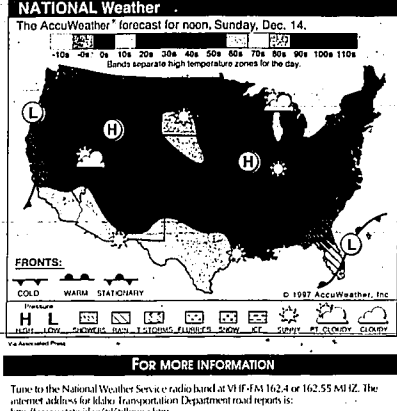 NATIONAL Weather
The AccuWeather® forecast for noon, Sunday, Dec. 14.
-10s -0s 0s 10s 20s 30s 40s 50s 60s 70s 80s 90s 100s 110s
Bands separate high temperature zones for the day.
L
H
H
L
FRONTS:
COLD WARM STATIONARY
© 1997 AccuWeather, Inc
Pressure
H L
HIGH LOW SHOWERS RAIN T-STORMS FLURRIES SNOW ICE SUNNY PT. CLOUDY CLOUDY
Via Associated Press
FOR MORE INFORMATION
Tune to the National Weather Service radio band at VHF-FM 162.4 or 162.55 MHZ. The
internet address for Idaho Transportation Department road reports is: